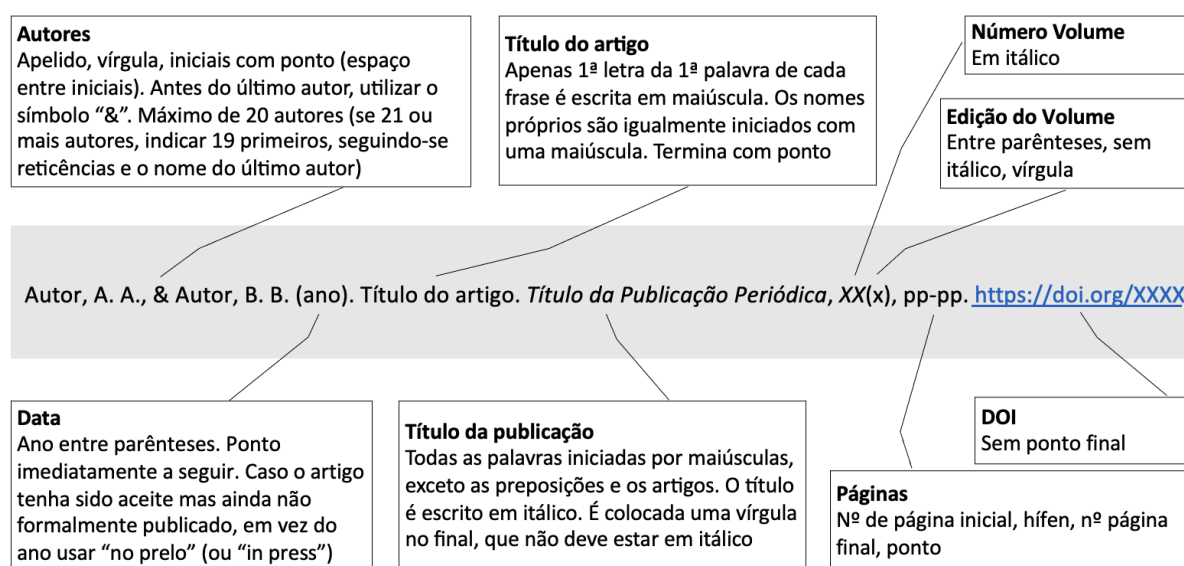 Autores
Apelido, vírgula, iniciais com ponto (espaço
entre iniciais). Antes do último autor, utilizar o
símbolo “&”. Máximo de 20 autores (se 21 ou
mais autores, indicar 19 primeiros, seguindo-se
reticências e o nome do último autor)
Título do artigo
Apenas 1ª letra da 1ª palavra de cada
frase é escrita em maiúscula. Os nomes
próprios são igualmente iniciados com
uma maiúscula. Termina com ponto
Número Volume
Em itálico
Edição do Volume
Entre parênteses, sem
itálico, vírgula
Autor, A. A., & Autor, B. B. (ano). Título do artigo. Título da Publicação Periódica, XX(x), pp-pp. https://doi.org/XXXX
Data
Ano entre parênteses. Ponto
imediatamente a seguir. Caso o artigo
tenha sido aceite mas ainda não
formalmente publicado, em vez do
ano usar “no prelo” (ou “in press”)
Título da publicação
Todas as palavras iniciadas por maiúsculas,
exceto as preposições e os artigos. O título
é escrito em itálico. É colocada uma vírgula
no final, que não deve estar em itálico
DOI
Sem ponto final
Páginas
Nº de página inicial, hífen, nº página
final, ponto